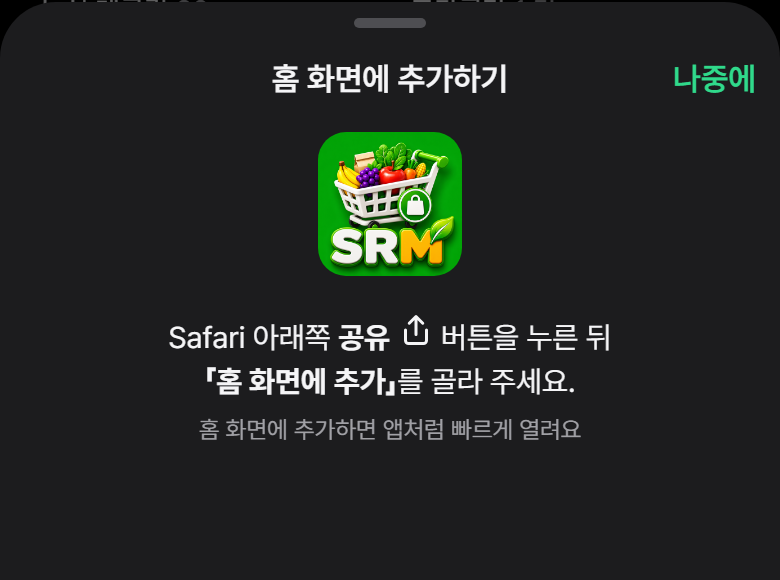 홈 화면에 추가하기
나중에
SRM
Safari 아래쪽 공유 버튼을 누른 뒤
「홈 화면에 추가」를 골라 주세요.
홈 화면에 추가하면 앱처럼 빠르게 열려요